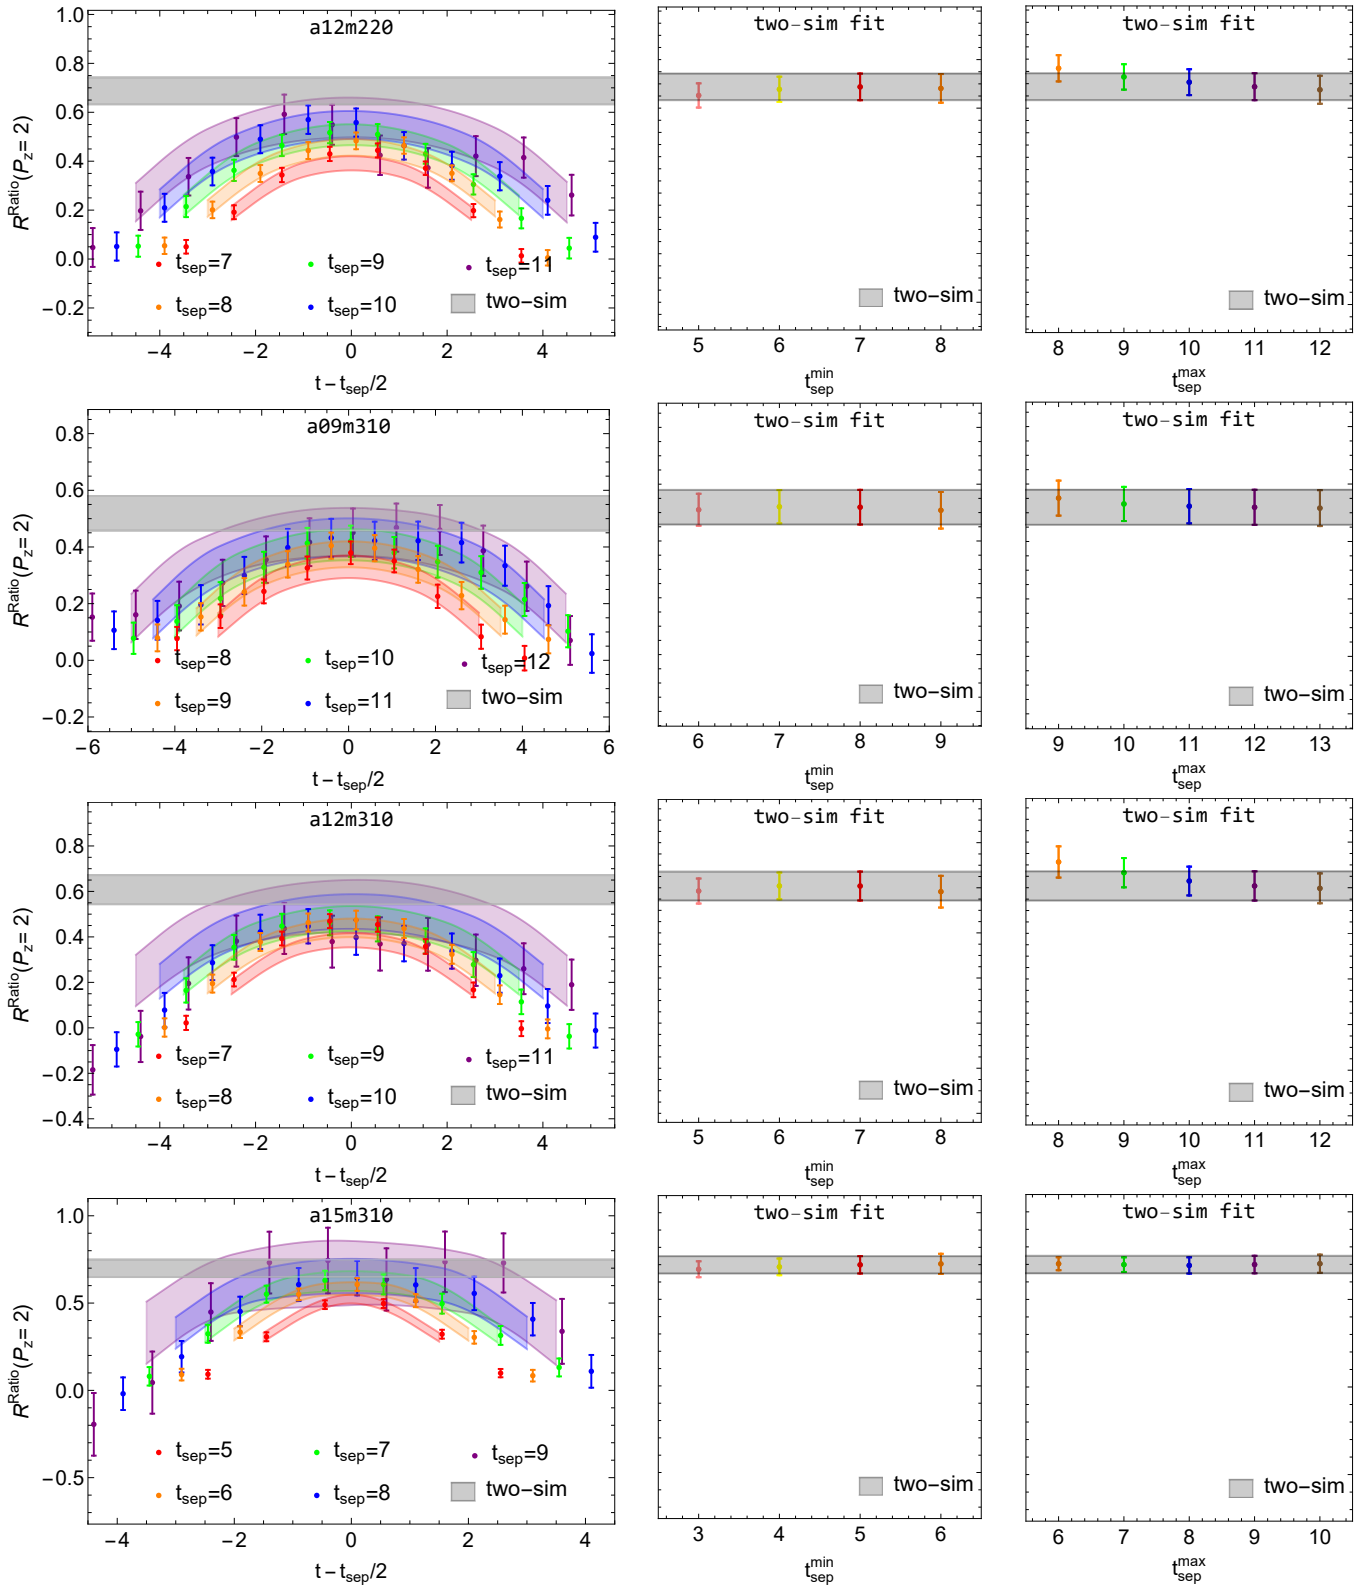 a12m220
R^Ratio(P_z=2)
1.0
0.8
0.6
0.4
0.2
0.0
−0.2
t_sep=7
t_sep=9
t_sep=11
t_sep=8
t_sep=10
two-sim
−4 −2 0 2 4
t−t_sep/2
two-sim fit
two-sim
5 6 7 8
t_sep^min
two-sim fit
two-sim
8 9 10 11 12
t_sep^max
a09m310
R^Ratio(P_z=2)
0.8
0.6
0.4
0.2
0.0
−0.2
t_sep=8
t_sep=10
t_sep=12
t_sep=9
t_sep=11
two-sim
−6 −4 −2 0 2 4 6
t−t_sep/2
two-sim fit
two-sim
6 7 8 9
t_sep^min
two-sim fit
two-sim
9 10 11 12 13
t_sep^max
a12m310
R^Ratio(P_z=2)
0.8
0.6
0.4
0.2
0.0
−0.2
−0.4
t_sep=7
t_sep=9
t_sep=11
t_sep=8
t_sep=10
two-sim
−4 −2 0 2 4
t−t_sep/2
two-sim fit
two-sim
5 6 7 8
t_sep^min
two-sim fit
two-sim
8 9 10 11 12
t_sep^max
a15m310
R^Ratio(P_z=2)
1.0
0.5
0.0
−0.5
t_sep=5
t_sep=7
t_sep=9
t_sep=6
t_sep=8
two-sim
−4 −2 0 2 4
t−t_sep/2
two-sim fit
two-sim
3 4 5 6
t_sep^min
two-sim fit
two-sim
6 7 8 9 10
t_sep^max